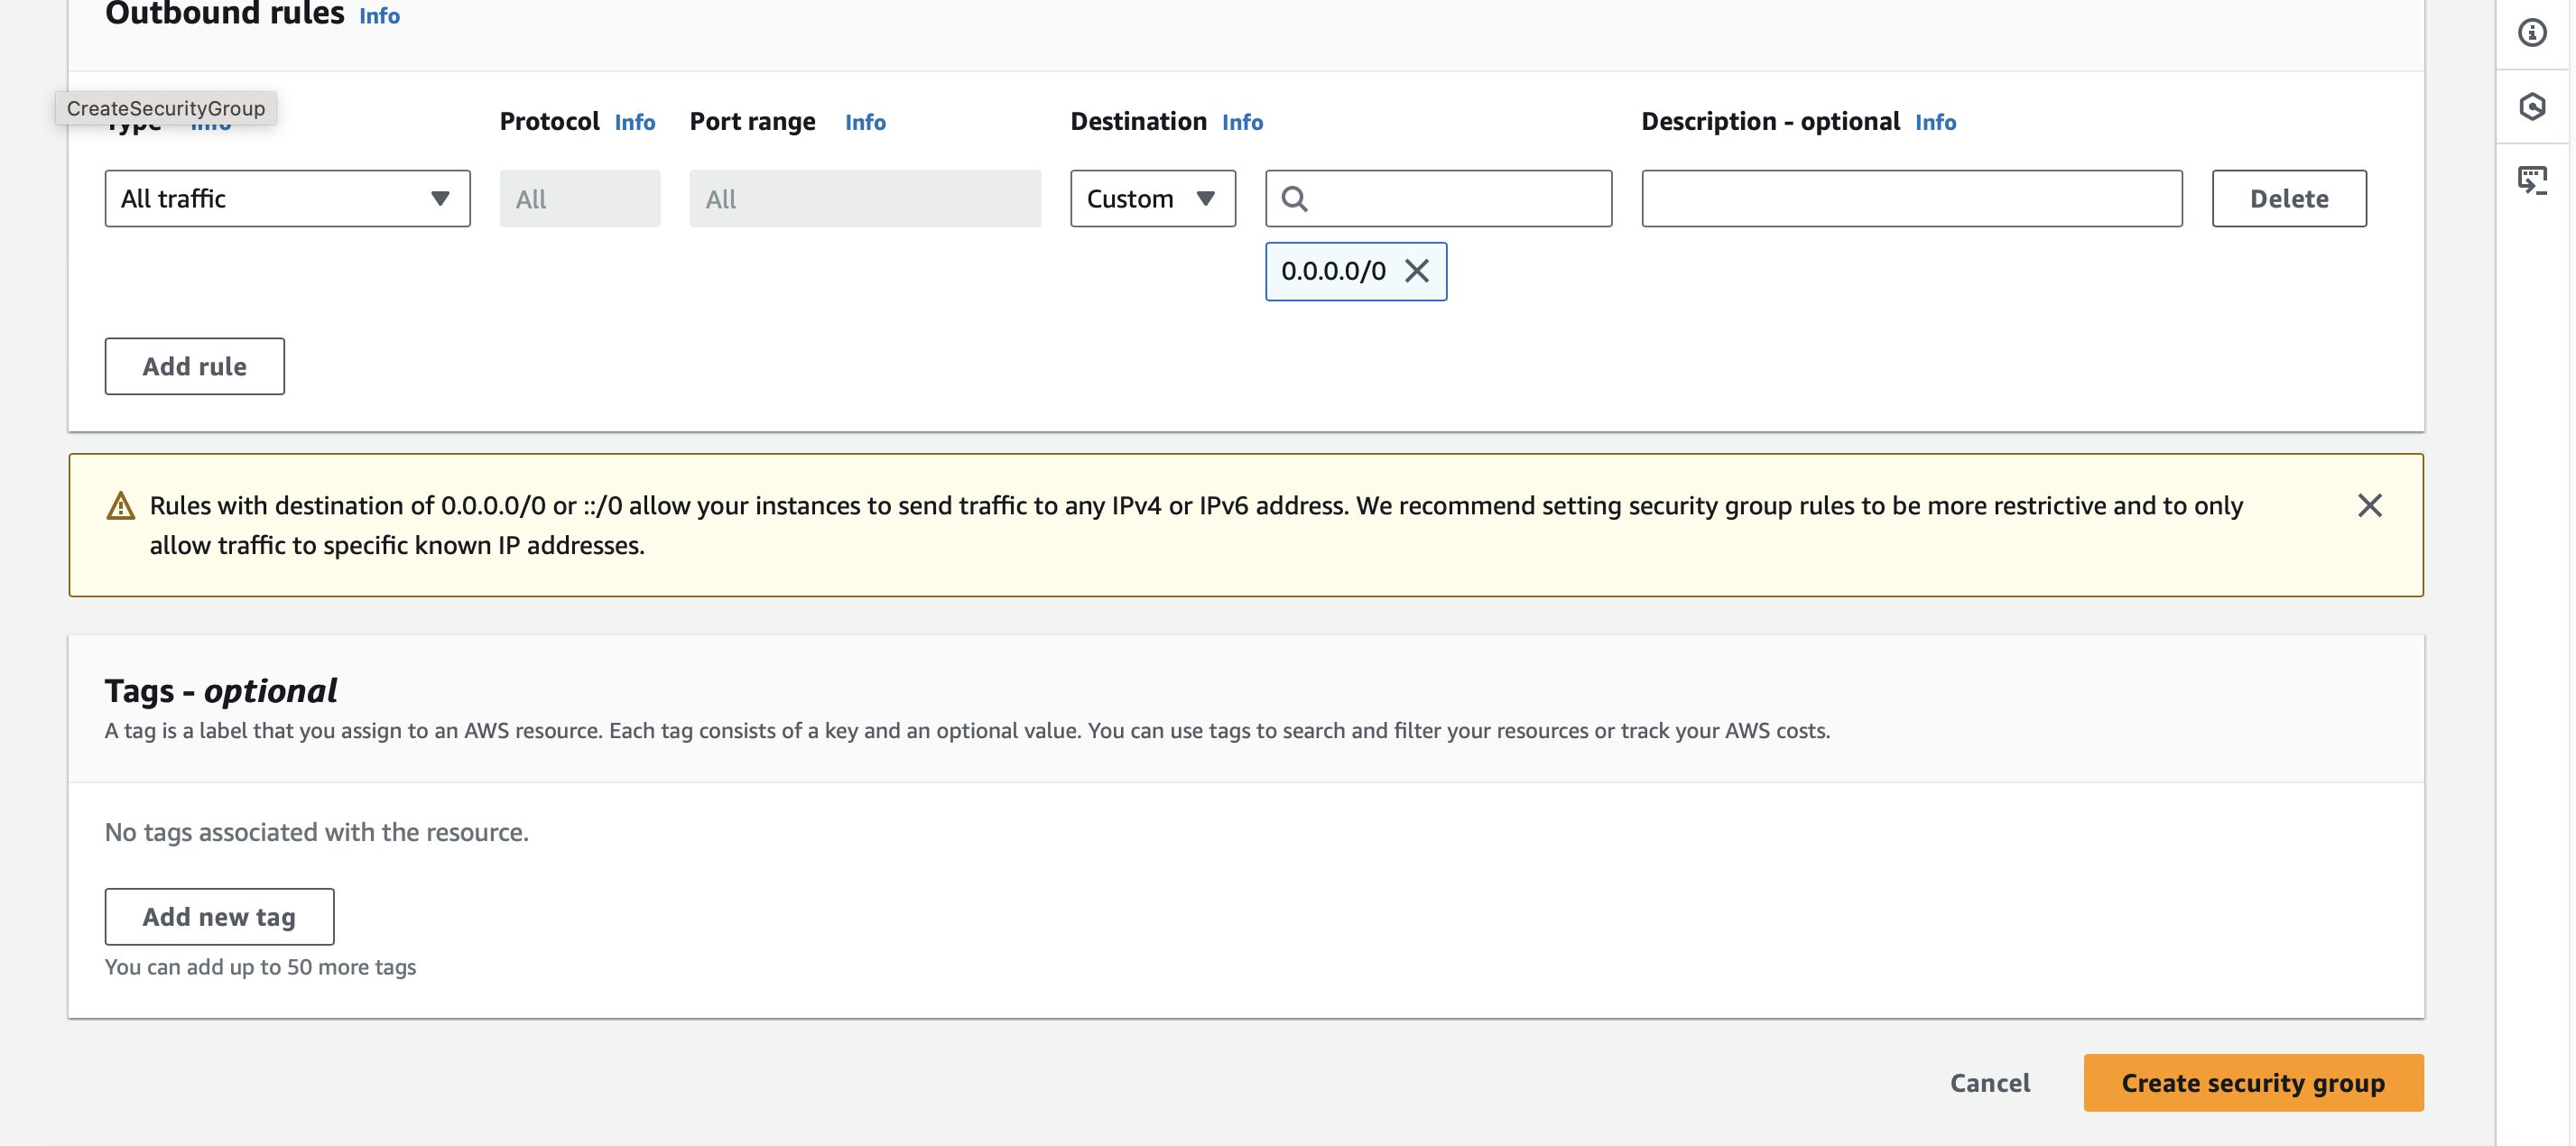 Outbound rules Info
CreateSecurityGroup
Type Info Protocol Info Port range Info Destination Info Description - optional Info
All traffic All All Custom Delete
0.0.0.0/0
Add rule
Rules with destination of 0.0.0.0/0 or ::/0 allow your instances to send traffic to any IPv4 or IPv6 address. We recommend setting security group rules to be more restrictive and to only
allow traffic to specific known IP addresses.
Tags - optional
A tag is a label that you assign to an AWS resource. Each tag consists of a key and an optional value. You can use tags to search and filter your resources or track your AWS costs.
No tags associated with the resource.
Add new tag
You can add up to 50 more tags
Cancel Create security group